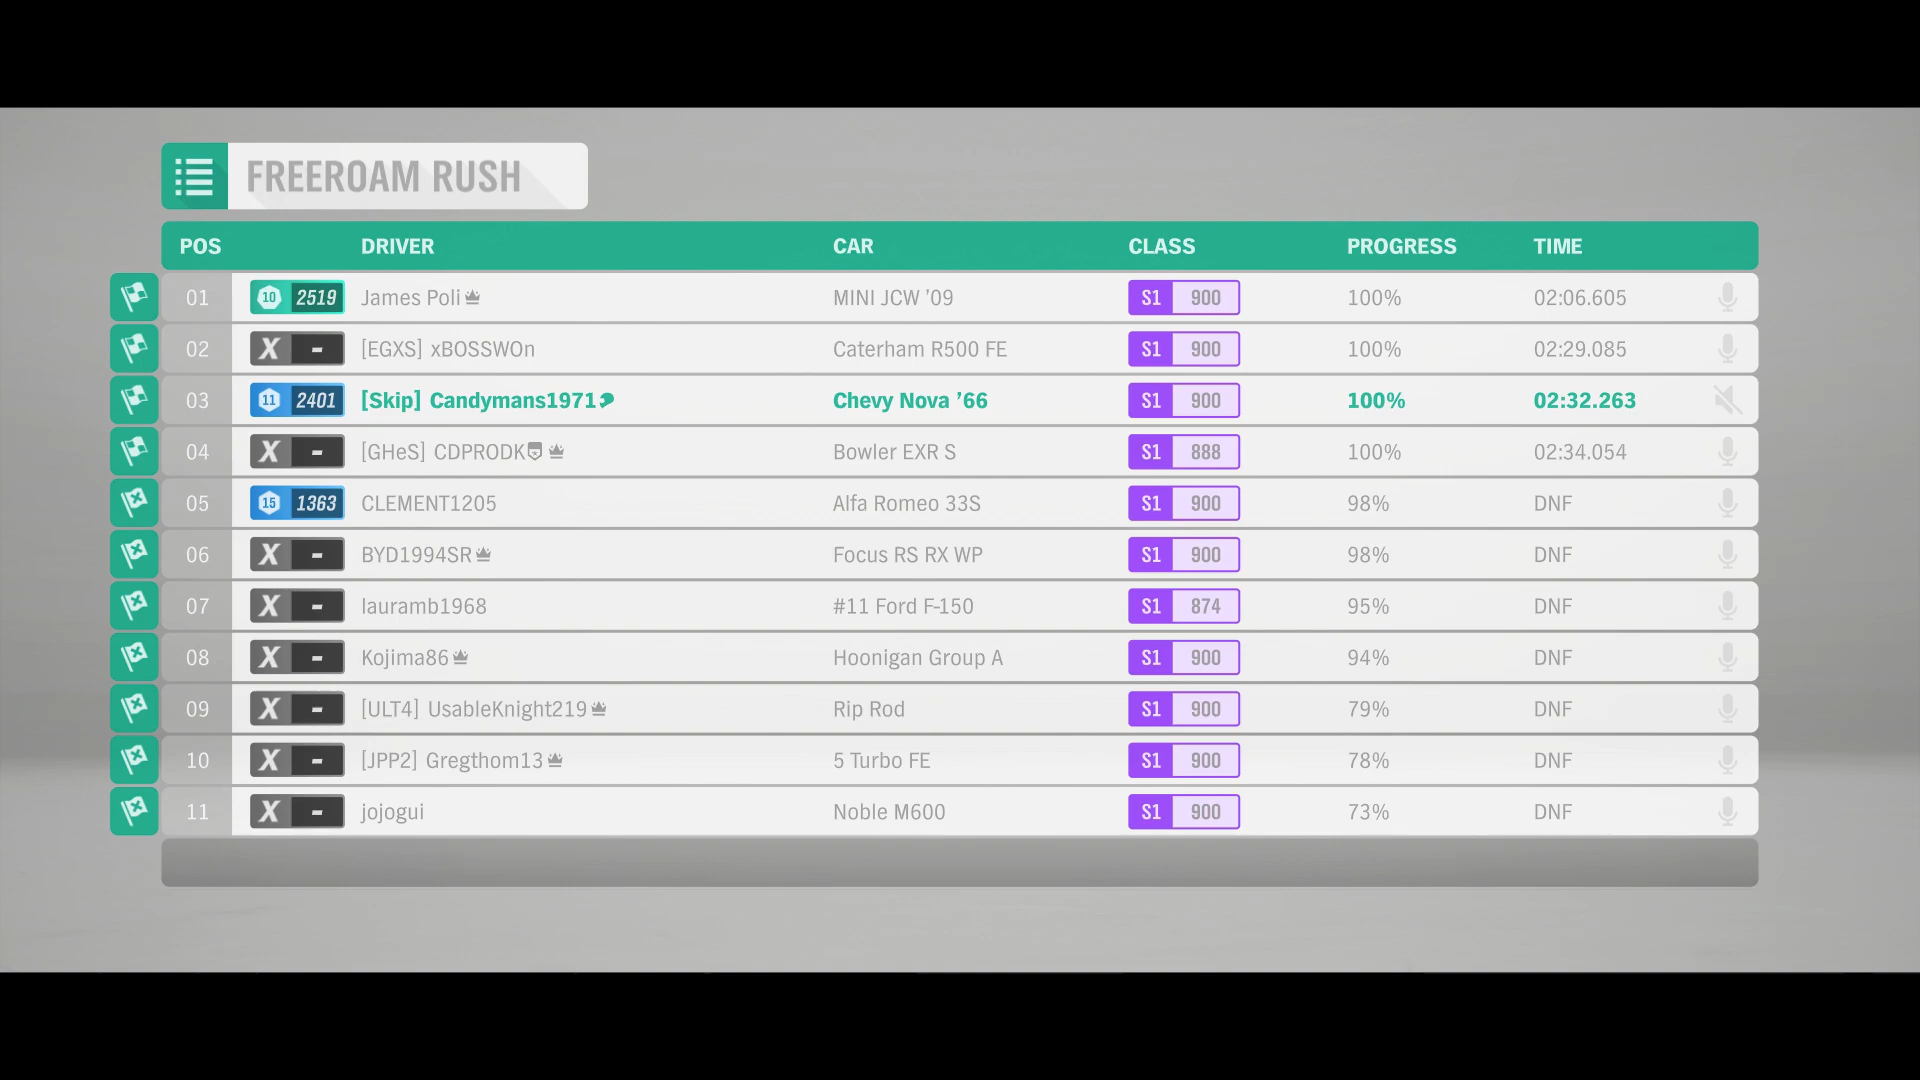 FREEROAM RUSH
POS DRIVER CAR CLASS PROGRESS TIME
01 10 2519 James Poli MINI JCW ’09 S1 900 100% 02:06.605
02 X - [EGXS] xBOSSWOn Caterham R500 FE S1 900 100% 02:29.085
03 11 2401 [Skip] Candymans1971 Chevy Nova ’66 S1 900 100% 02:32.263
04 X - [GHeS] CDPRODK Bowler EXR S S1 888 100% 02:34.054
05 15 1363 CLEMENT1205 Alfa Romeo 33S S1 900 98% DNF
06 X - BYD1994SR Focus RS RX WP S1 900 98% DNF
07 X - lauramb1968 #11 Ford F-150 S1 874 95% DNF
08 X - Kojima86 Hoonigan Group A S1 900 94% DNF
09 X - [ULT4] UsableKnight219 Rip Rod S1 900 79% DNF
10 X - [JPP2] Gregthom13 5 Turbo FE S1 900 78% DNF
11 X - jojogui Noble M600 S1 900 73% DNF